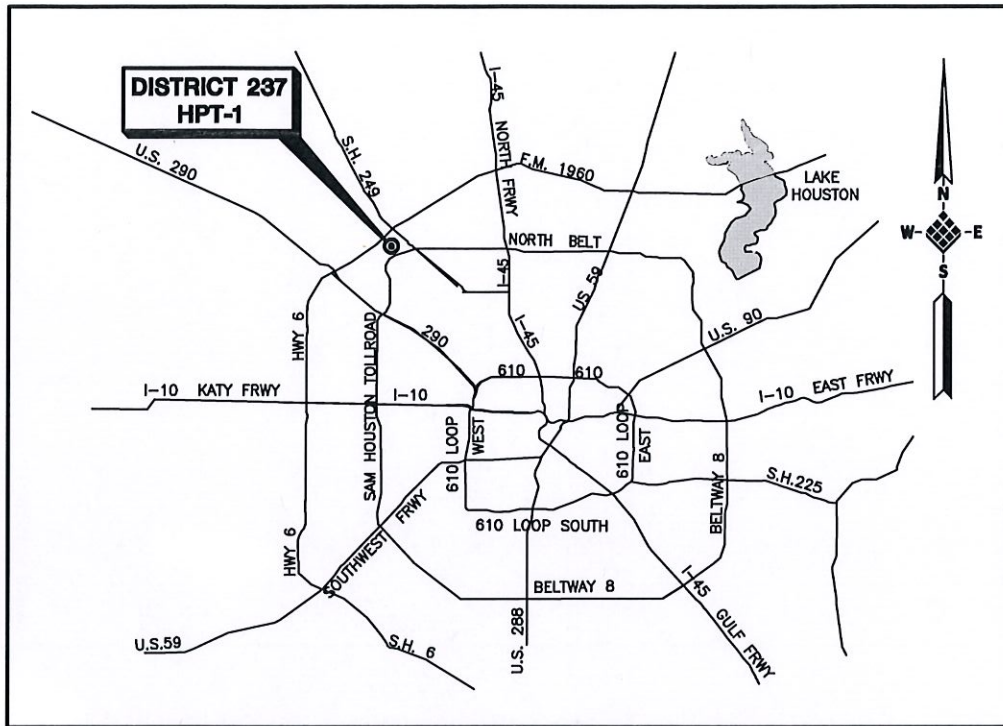 DISTRICT 237
HPT-1
I-45
NORTH FRWY
S.H. 249
U.S. 290
F.M. 1960
LAKE
HOUSTON
N
W- -E
S
NORTH BELT
I-45
US 59
U.S. 90
I-45
290
HWY 6
SAM HOUSTON TOLLROAD
610
610
I-10 KATY FRWY
I-10
I-10 EAST FRWY
610 LOOP
WEST
610 LOOP
EAST
BELTWAY 8
S.H.225
610 LOOP SOUTH
SOUTHWEST FRWY
HWY 6
BELTWAY 8
I-45 GULF FRWY
U.S.59
S.H. 6
U.S. 288